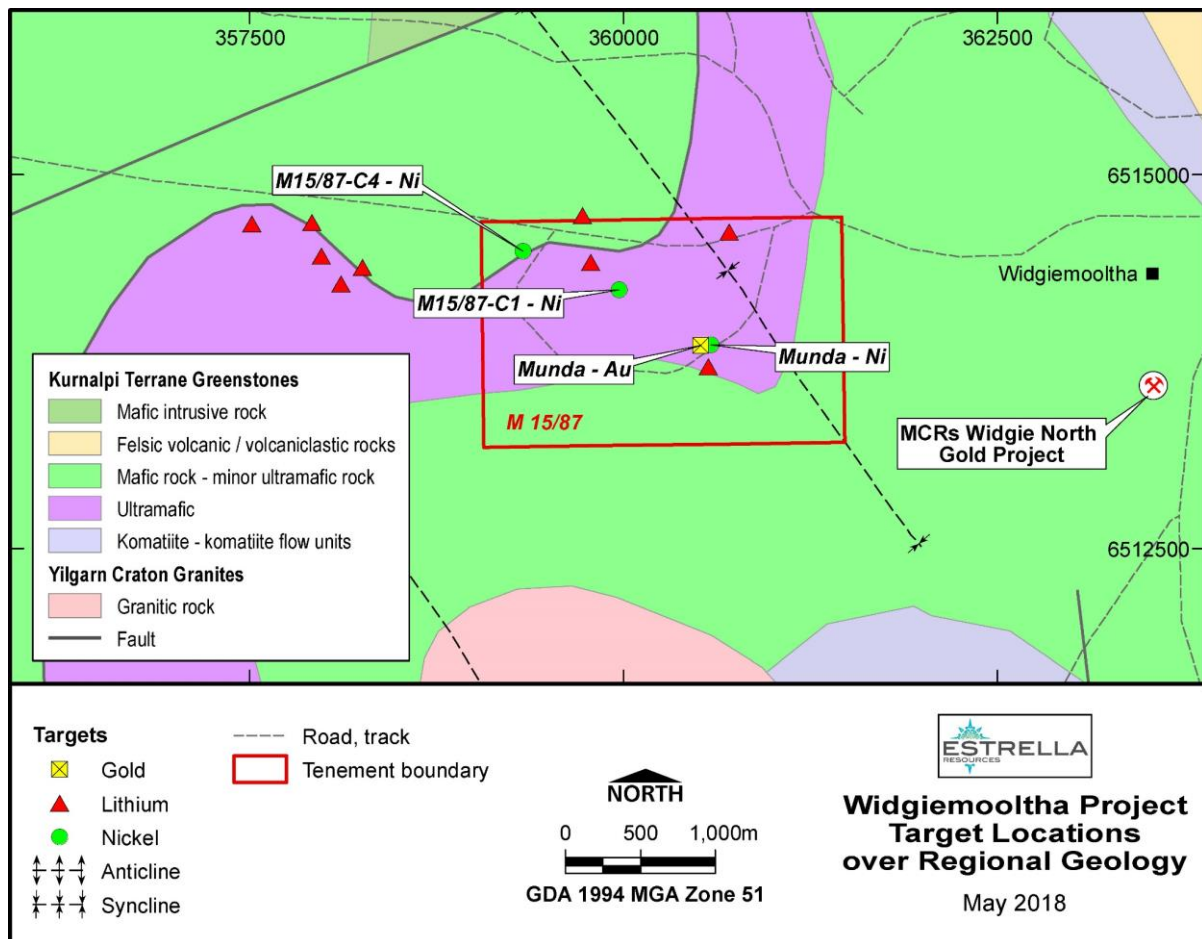 357500
360000
362500
6515000
M15/87-C4 - Ni
Widgiemooltha
M15/87-C1 - Ni
Munda - Au
Munda - Ni
M 15/87
MCRs Widgie North
Gold Project
6512500
Kurnalpi Terrane Greenstones
Mafic intrusive rock
Felsic volcanic / volcaniclastic rocks
Mafic rock - minor ultramafic rock
Ultramafic
Komatiite - komatiite flow units
Yilgarn Craton Granites
Granitic rock
Fault
Targets
Gold
Lithium
Nickel
Anticline
Syncline
Road, track
Tenement boundary
NORTH
0 500 1,000m
GDA 1994 MGA Zone 51
ESTRELLA
RESOURCES
Widgiemooltha Project
Target Locations
over Regional Geology
May 2018